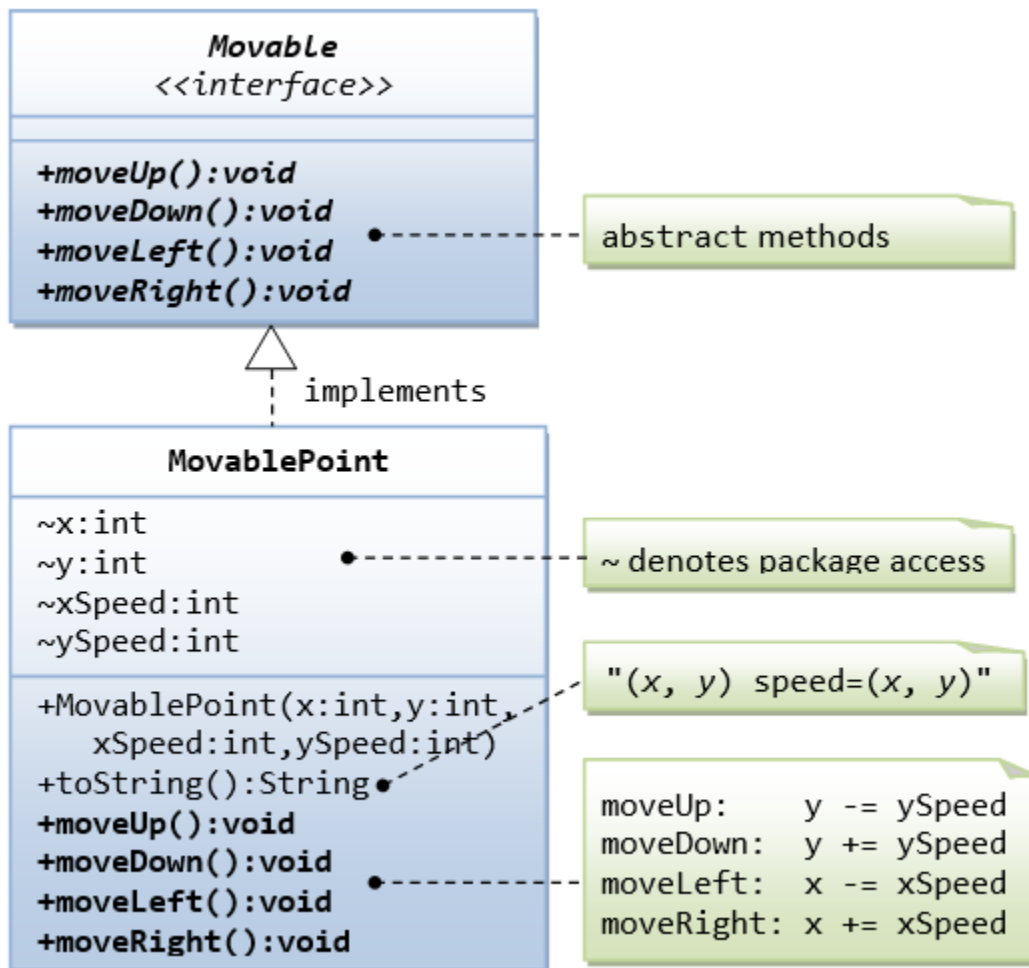 Movable
<<interface>>
+moveUp():void
+moveDown():void
+moveLeft():void
+moveRight():void
abstract methods
implements
MovablePoint
~x:int
~y:int
~xSpeed:int
~ySpeed:int
~ denotes package access
+MovablePoint(x:int,y:int,
xSpeed:int,ySpeed:int)
+toString():String
+moveUp():void
+moveDown():void
+moveLeft():void
+moveRight():void
"(x, y) speed=(x, y)"
moveUp: y -= ySpeed
moveDown: y += ySpeed
moveLeft: x -= xSpeed
moveRight: x += xSpeed